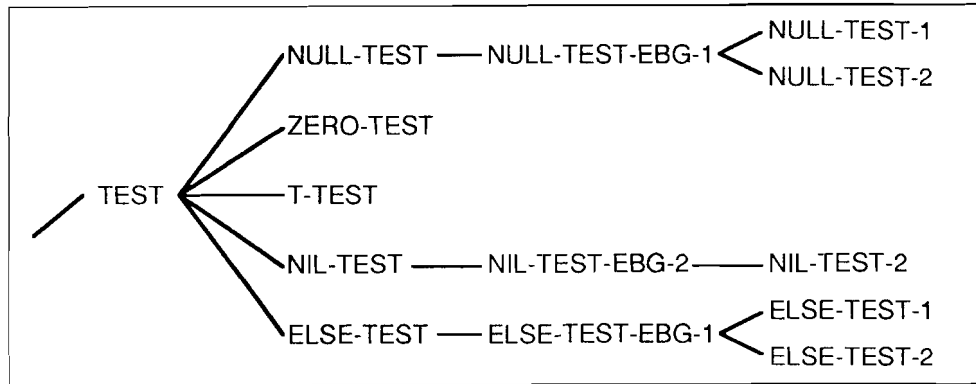 NULL-TEST-1
NULL-TEST — NULL-TEST-EBG-1
NULL-TEST-2
ZERO-TEST
TEST
T-TEST
NIL-TEST — NIL-TEST-EBG-2 — NIL-TEST-2
ELSE-TEST-1
ELSE-TEST — ELSE-TEST-EBG-1
ELSE-TEST-2